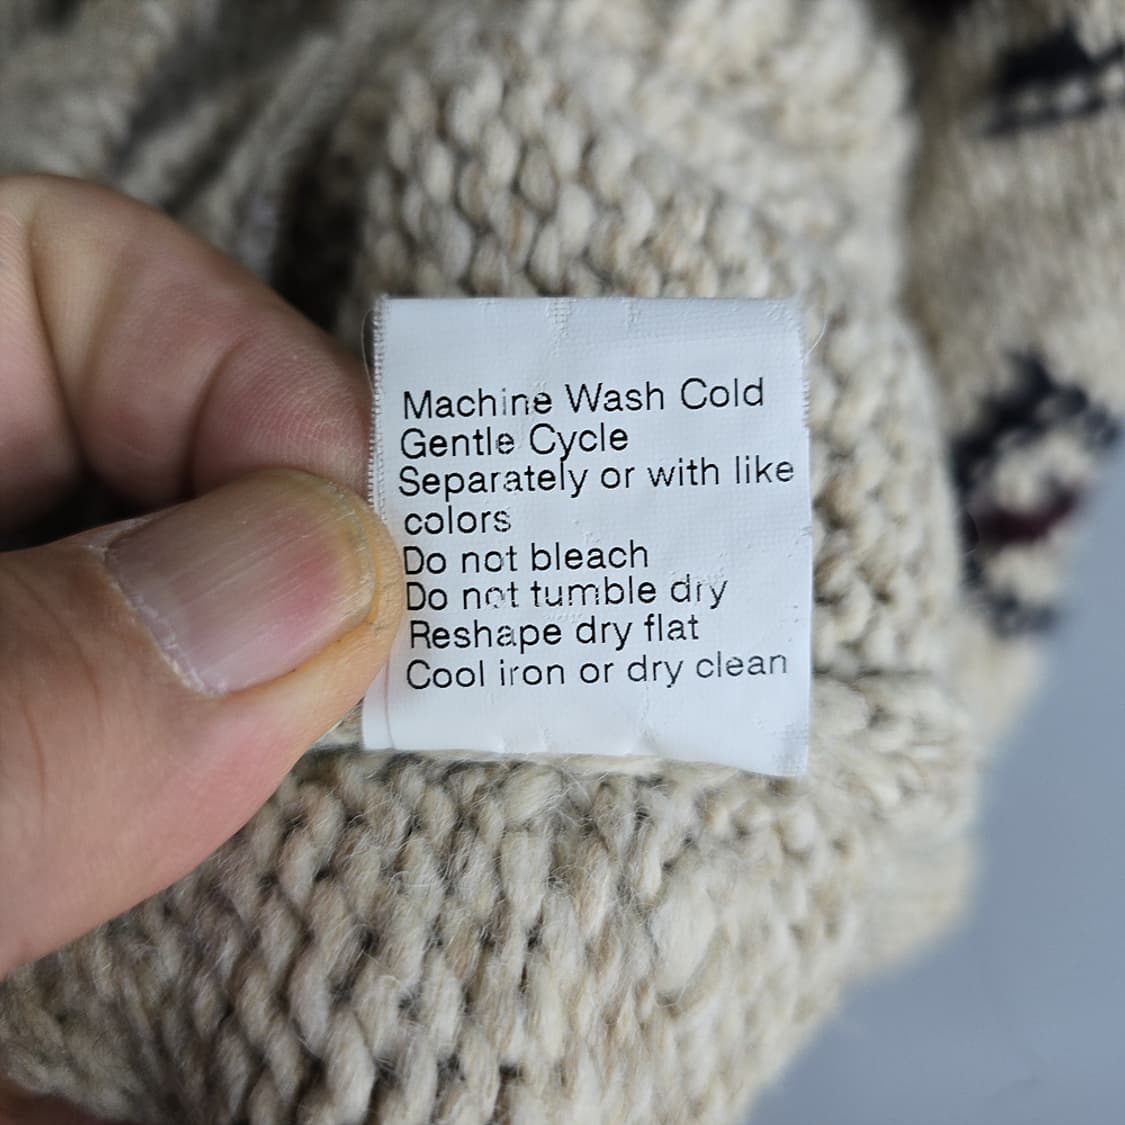 Machine Wash Cold
Gentle Cycle
Separately or with like
colors
Do not bleach
Do not tumble dry
Reshape dry flat
Cool iron or dry clean